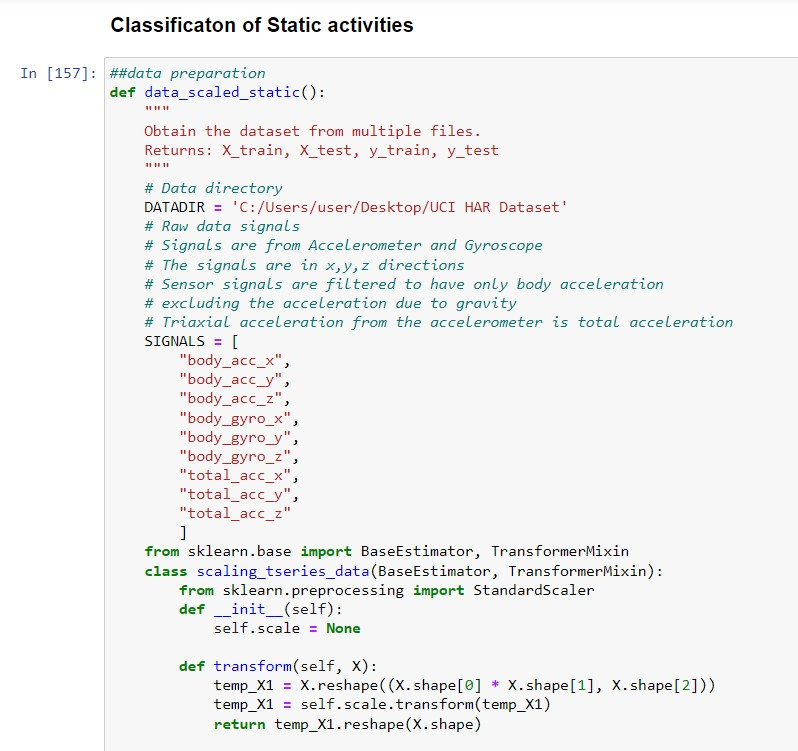 Classificaton of Static activities
In [157]:
##data preparation
def data_scaled_static():
    """
    Obtain the dataset from multiple files.
    Returns: X_train, X_test, y_train, y_test
    """
    # Data directory
    DATADIR = 'C:/Users/user/Desktop/UCI HAR Dataset'
    # Raw data signals
    # Signals are from Accelerometer and Gyroscope
    # The signals are in x,y,z directions
    # Sensor signals are filtered to have only body acceleration
    # excluding the acceleration due to gravity
    # Triaxial acceleration from the accelerometer is total acceleration
    SIGNALS = [
        "body_acc_x",
        "body_acc_y",
        "body_acc_z",
        "body_gyro_x",
        "body_gyro_y",
        "body_gyro_z",
        "total_acc_x",
        "total_acc_y",
        "total_acc_z"
        ]
    from sklearn.base import BaseEstimator, TransformerMixin
    class scaling_tseries_data(BaseEstimator, TransformerMixin):
        from sklearn.preprocessing import StandardScaler
        def __init__(self):
            self.scale = None

        def transform(self, X):
            temp_X1 = X.reshape((X.shape[0] * X.shape[1], X.shape[2]))
            temp_X1 = self.scale.transform(temp_X1)
            return temp_X1.reshape(X.shape)